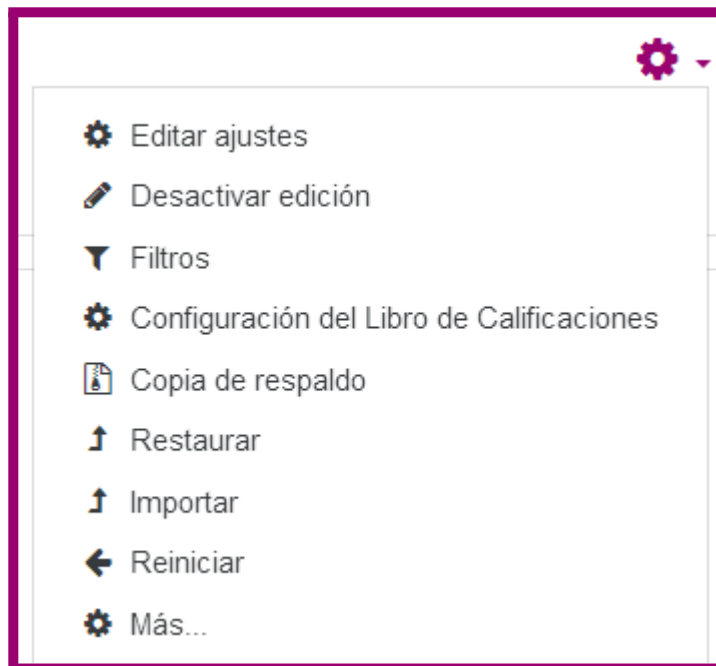 Editar ajustes
Desactivar edición
Filtros
Configuración del Libro de Calificaciones
Copia de respaldo
Restaurar
Importar
Reiniciar
Más...